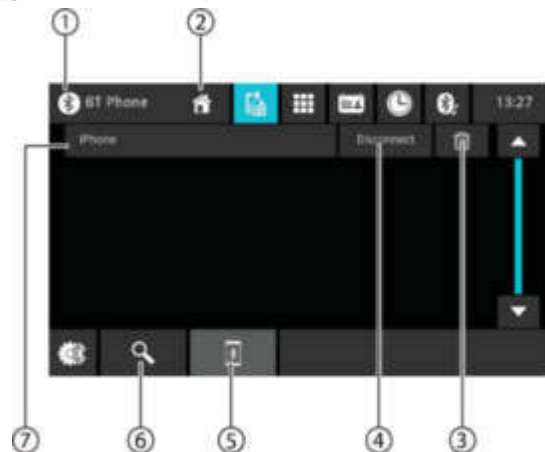 ① ②
BT Phone 13:27
iPhone Disconnect
⑦ ⑥ ⑤ ④ ③